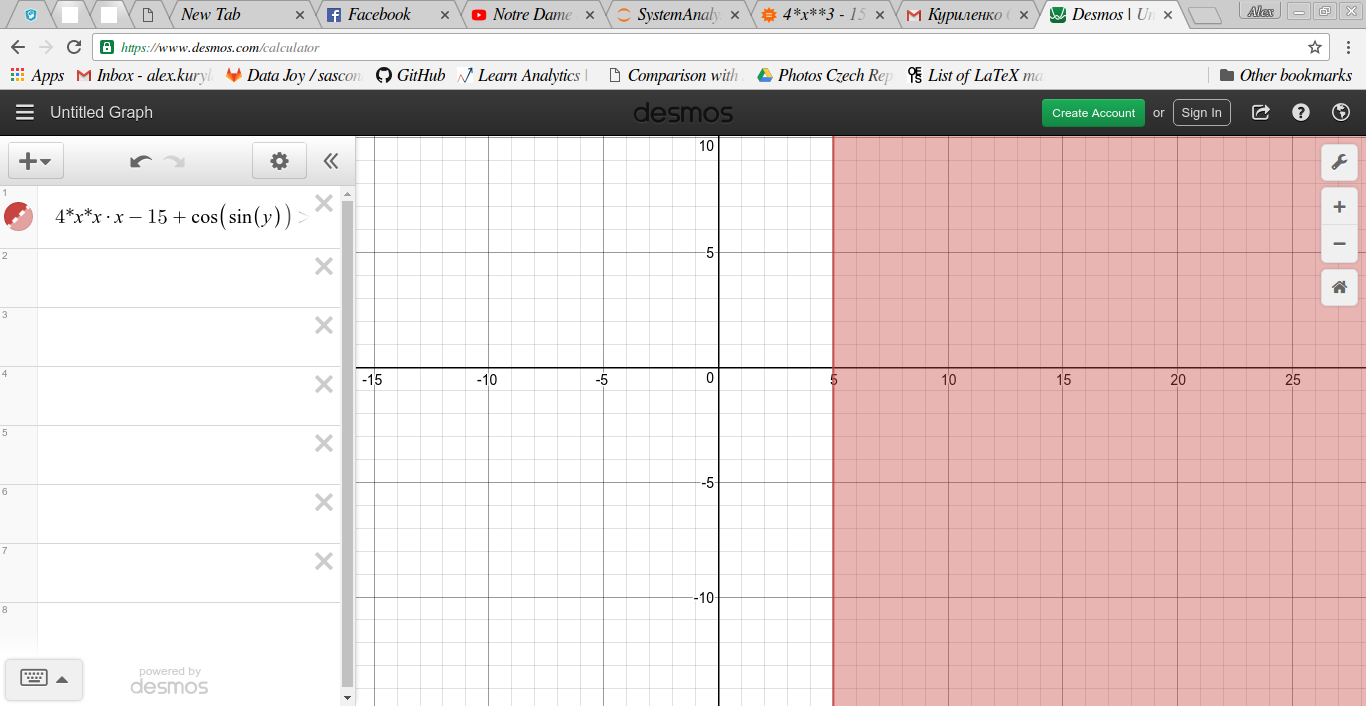 New Tab
Facebook
Notre Dame
SystemAnaly
4*x**3 - 15
Куриленко
Desmos | Un
Alex
https://www.desmos.com/calculator
Apps
Inbox - alex.kuryl
Data Joy / sascon
GitHub
Learn Analytics |
Comparison with
Photos Czech Rep
List of LaTeX ma
Other bookmarks
Untitled Graph
desmos
Create Account
or
Sign In
1
4*x*x·x−15+cos(sin(y)) >
2
3
4
5
6
7
8
powered by
desmos
10
5
-15 -10 -5 0 5 10 15 20 25
-5
-10